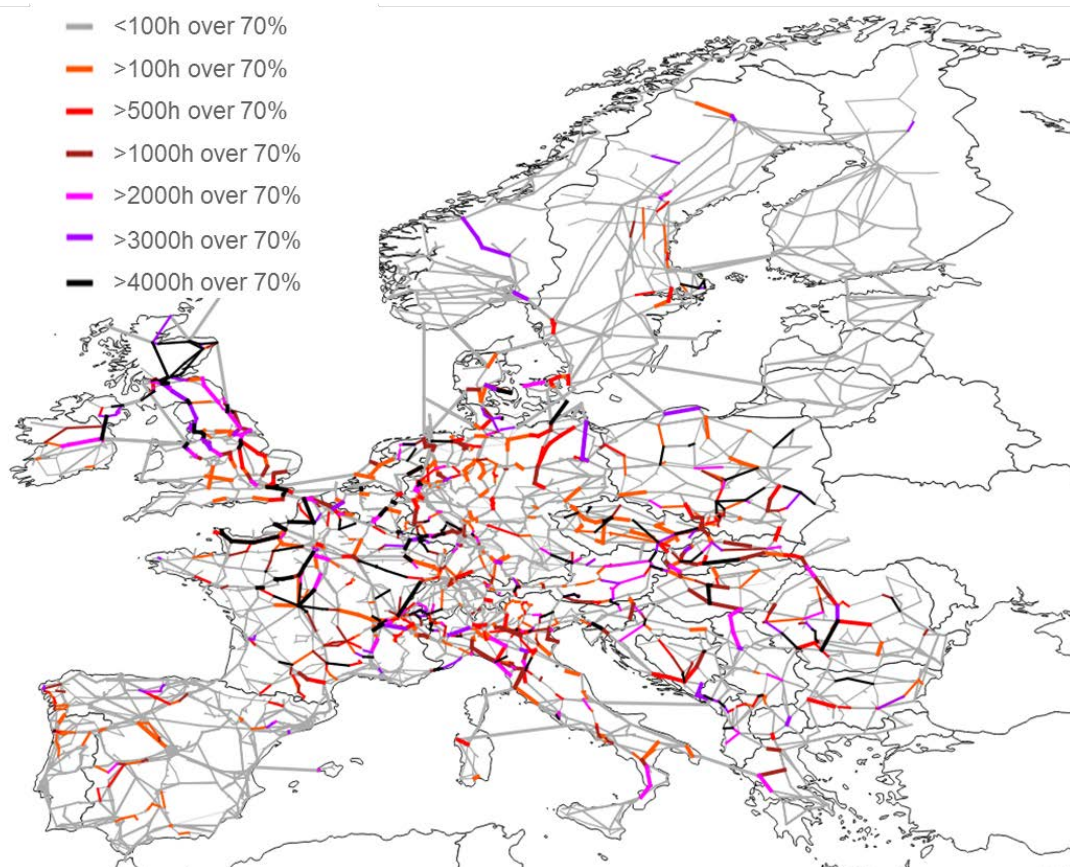 <100h over 70%
>100h over 70%
>500h over 70%
>1000h over 70%
>2000h over 70%
>3000h over 70%
>4000h over 70%